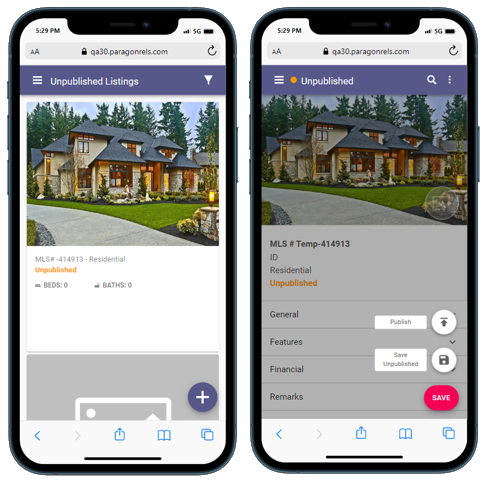 5:29 PM
5G
AA
qa30.paragonrels.com
Unpublished Listings
MLS# -414913 - Residential
Unpublished
BEDS: 0
BATHS: 0
5:29 PM
5G
AA
qa30.paragonrels.com
Unpublished
MLS # Temp-414913
ID
Residential
Unpublished
General
Publish
Features
Save
Unpublished
Financial
Remarks
SAVE